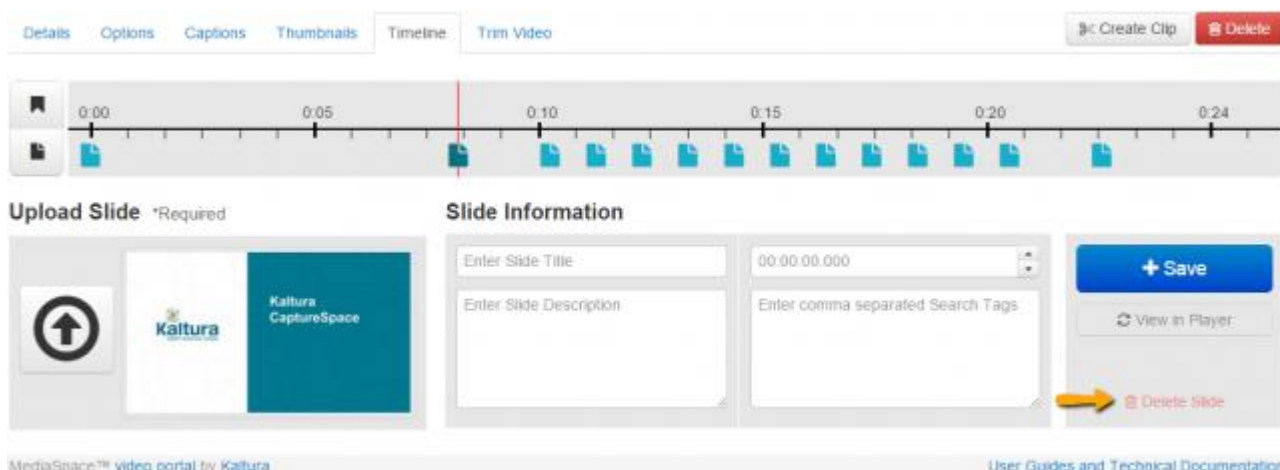 Details Options Captions Thumbnails Timeline Trim Video Create Clip Delete
0:00 0:05 0:10 0:15 0:20 0:24
Upload Slide *Required
Slide Information
Kaltura
Kaltura
CaptureSpace
Enter Slide Title
00:00:00.000
Enter Slide Description
Enter comma separated Search Tags
+ Save
View in Player
Delete Slide
MediaSpace™ video portal by Kaltura
User Guides and Technical Documentation